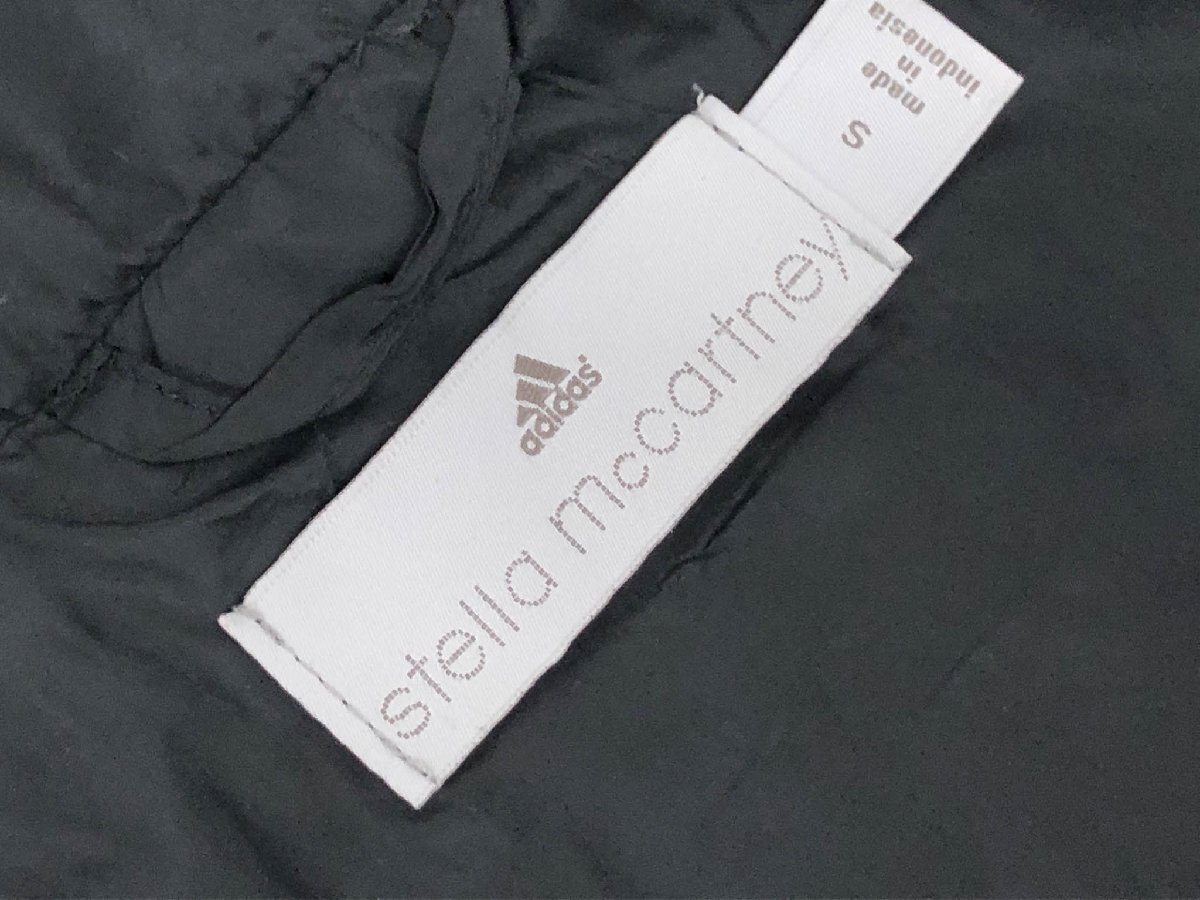 adidas
stella mccartney
S
made
in
indonesia